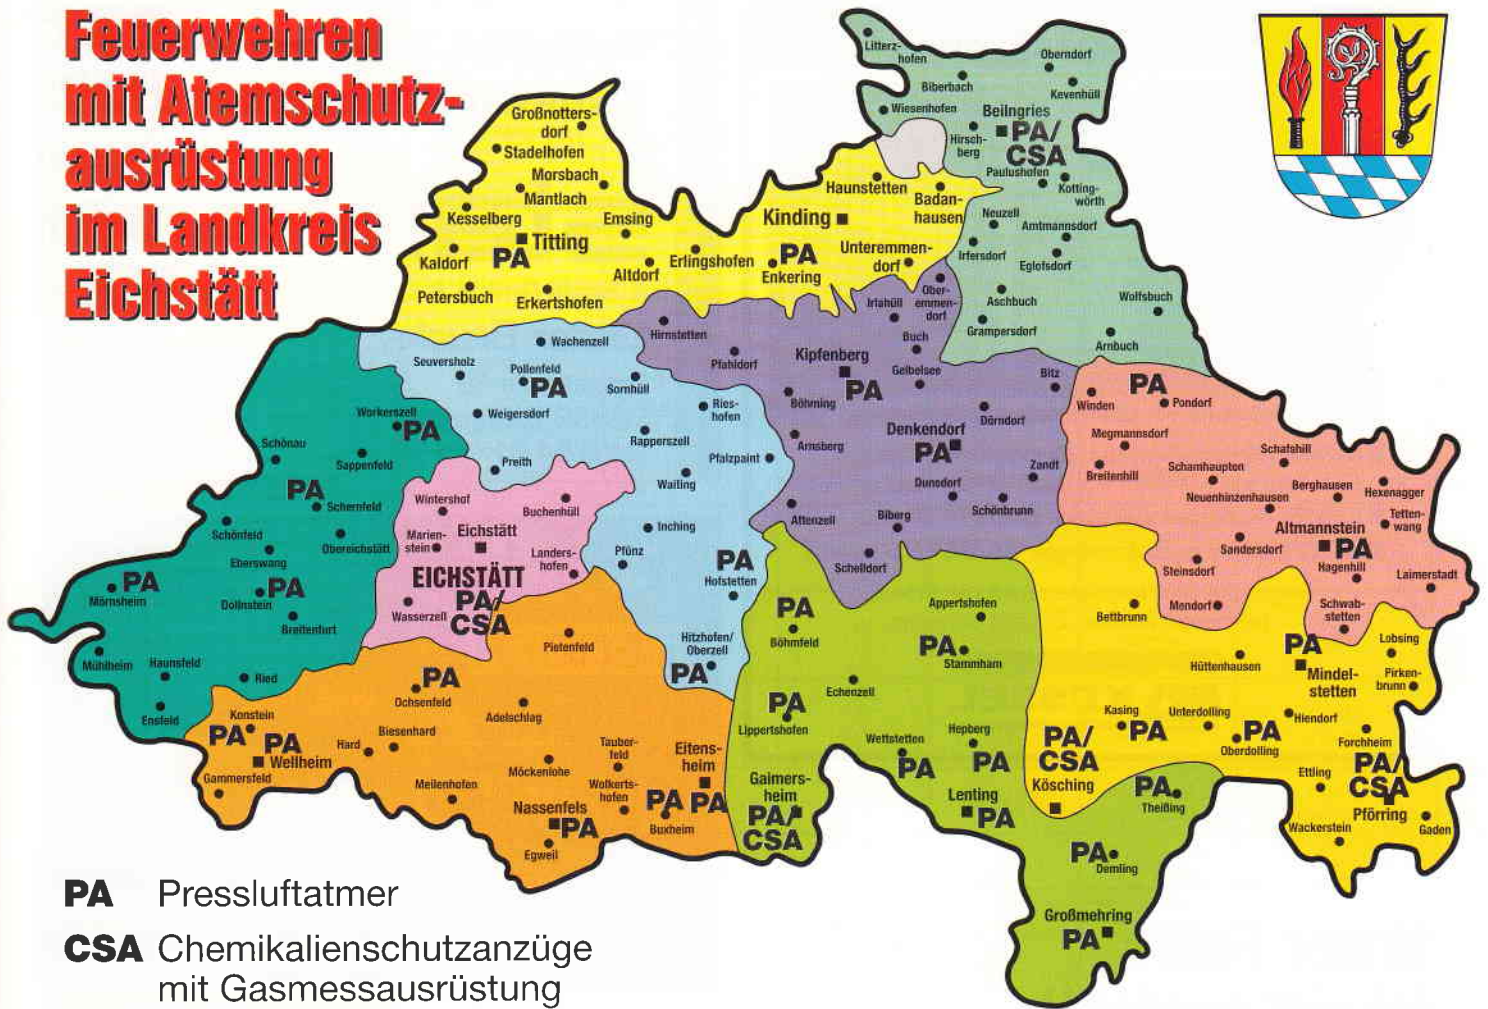 Feuerwehren
mit Atemschutz-
ausrüstung
im Landkreis
Eichstätt
Litterz-
hofen
Oberndorf
Biberbach
Kevenhüll
Wiesenhofen
Beilngries
PA/
CSA
Hirsch-
berg
Paulushofen
Kotting-
wörth
Großnotters-
dorf
Stadelhofen
Morsbach
Mantlach
Kesselberg
Emsing
Titting
PA
Kaldorf
Altdorf
Erlingshofen
Petersbuch
Erkertshofen
Haunstetten
Badan-
hausen
Kinding
PA
Enkering
Unteremmen-
dorf
Neuzell
Amtmannsdorf
Irfersdorf
Eglofsdorf
Aschbuch
Wolfsbuch
Grampersdorf
Arnbuch
Ober-
emmen-
dorf
Irlahüll
Hirnstetten
Pfahldorf
Buch
Kipfenberg
PA
Gelbelsee
Bitz
Böhming
Dörndorf
Arnsberg
Denkendorf
PA
Zandt
Dunsdorf
Schönbrunn
Attenzell
Biberg
Schelldorf
Wachenzell
Seuversholz
Pollenfeld
PA
Sornhüll
Weigersdorf
Ries-
hofen
Rapperszell
Pfalzpaint
Preith
Walting
Inching
Pfünz
PA
Hofstetten
Hitzhofen/
Oberzell
PA
Workerszell
PA
Schönau
Sappenfeld
PA
Schernfeld
Schönfeld
Obereichstätt
Eberswang
PA
Mörnsheim
PA
Dollnstein
Breitenfurt
Mühlheim
Haunsfeld
Ried
Ensfeld
Wintershof
Buchenhüll
Marien-
stein
Eichstätt
Landers-
hofen
EICHSTÄTT
PA/
CSA
Wasserzell
Pietenfeld
PA
Ochsenfeld
Adelschlag
Konstein
PA
PA
Wellheim
Gammersfeld
Hard
Biesenhard
Meilenhofen
Möckenlohe
Tauber-
feld
Eitens-
heim
Wolkerts-
hofen
PA
PA
Buxheim
Nassenfels
PA
Egweil
PA
Böhmfeld
Appertshofen
PA
Stammham
Echenzell
PA
Lippertshofen
Wettstetten
PA
Hepberg
PA
Gaimers-
heim
PA/
CSA
Lenting
PA
PA
Theißing
PA
Demling
Großmehring
PA
PA
Pondorf
Winden
Megmannsdorf
Breitenhill
Schafshill
Schamhaupten
Berghausen
Hexenagger
Neuenhinzenhausen
Tetten-
wang
Altmannstein
PA
Sandersdorf
Hagenhill
Steinsdorf
Laimerstadt
Mendorf
Schwab-
stetten
Bettbrunn
Lobsing
PA
Hüttenhausen
Mindel-
stetten
Pirken-
brunn
Kasing
PA
Unterdolling
PA
Oberdolling
Hiendorf
PA/
CSA
Kösching
Forchheim
Ettling
PA/
CSA
Pförring
Wackerstein
Gaden
PA Pressluftatmer
CSA Chemikalienschutzanzüge
mit Gasmessausrüstung